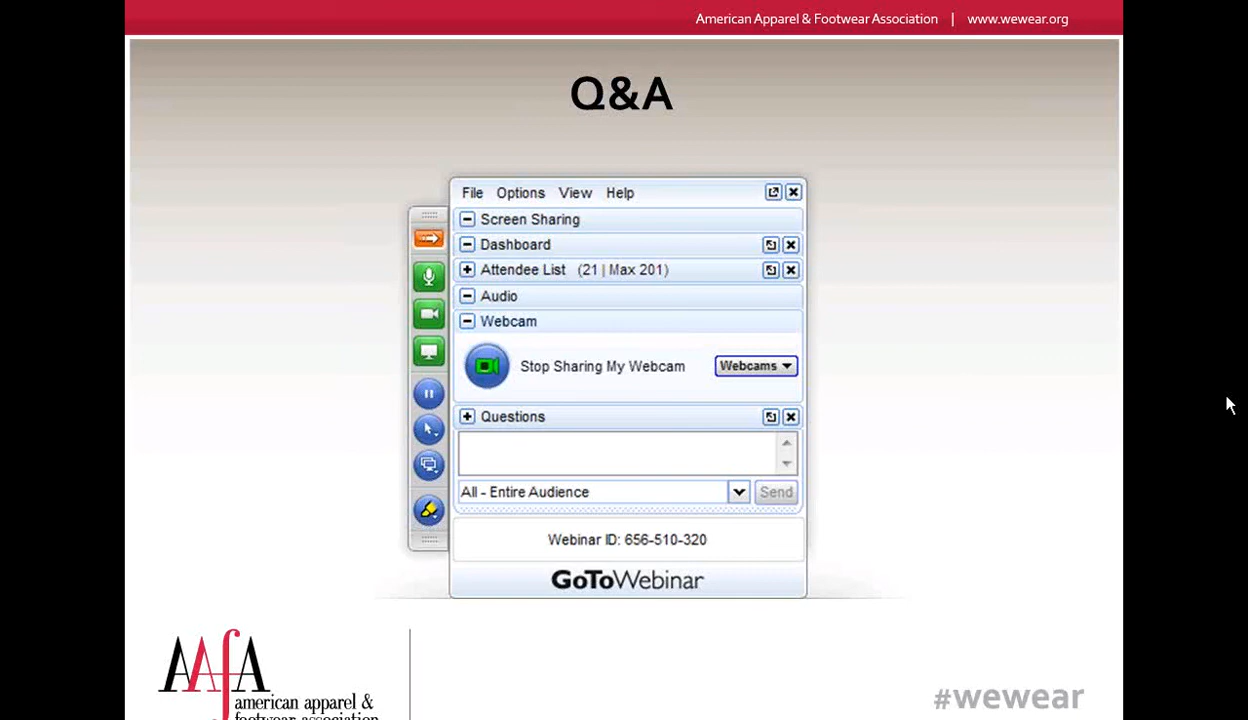 American Apparel & Footwear Association | www.wewear.org
Q&A
File Options View Help
Screen Sharing
Dashboard
Attendee List (21 | Max 201)
Audio
Webcam
Stop Sharing My Webcam Webcams
Questions
All - Entire Audience Send
Webinar ID: 656-510-320
GoToWebinar
AAfA
american apparel &
footwear association
#wewear